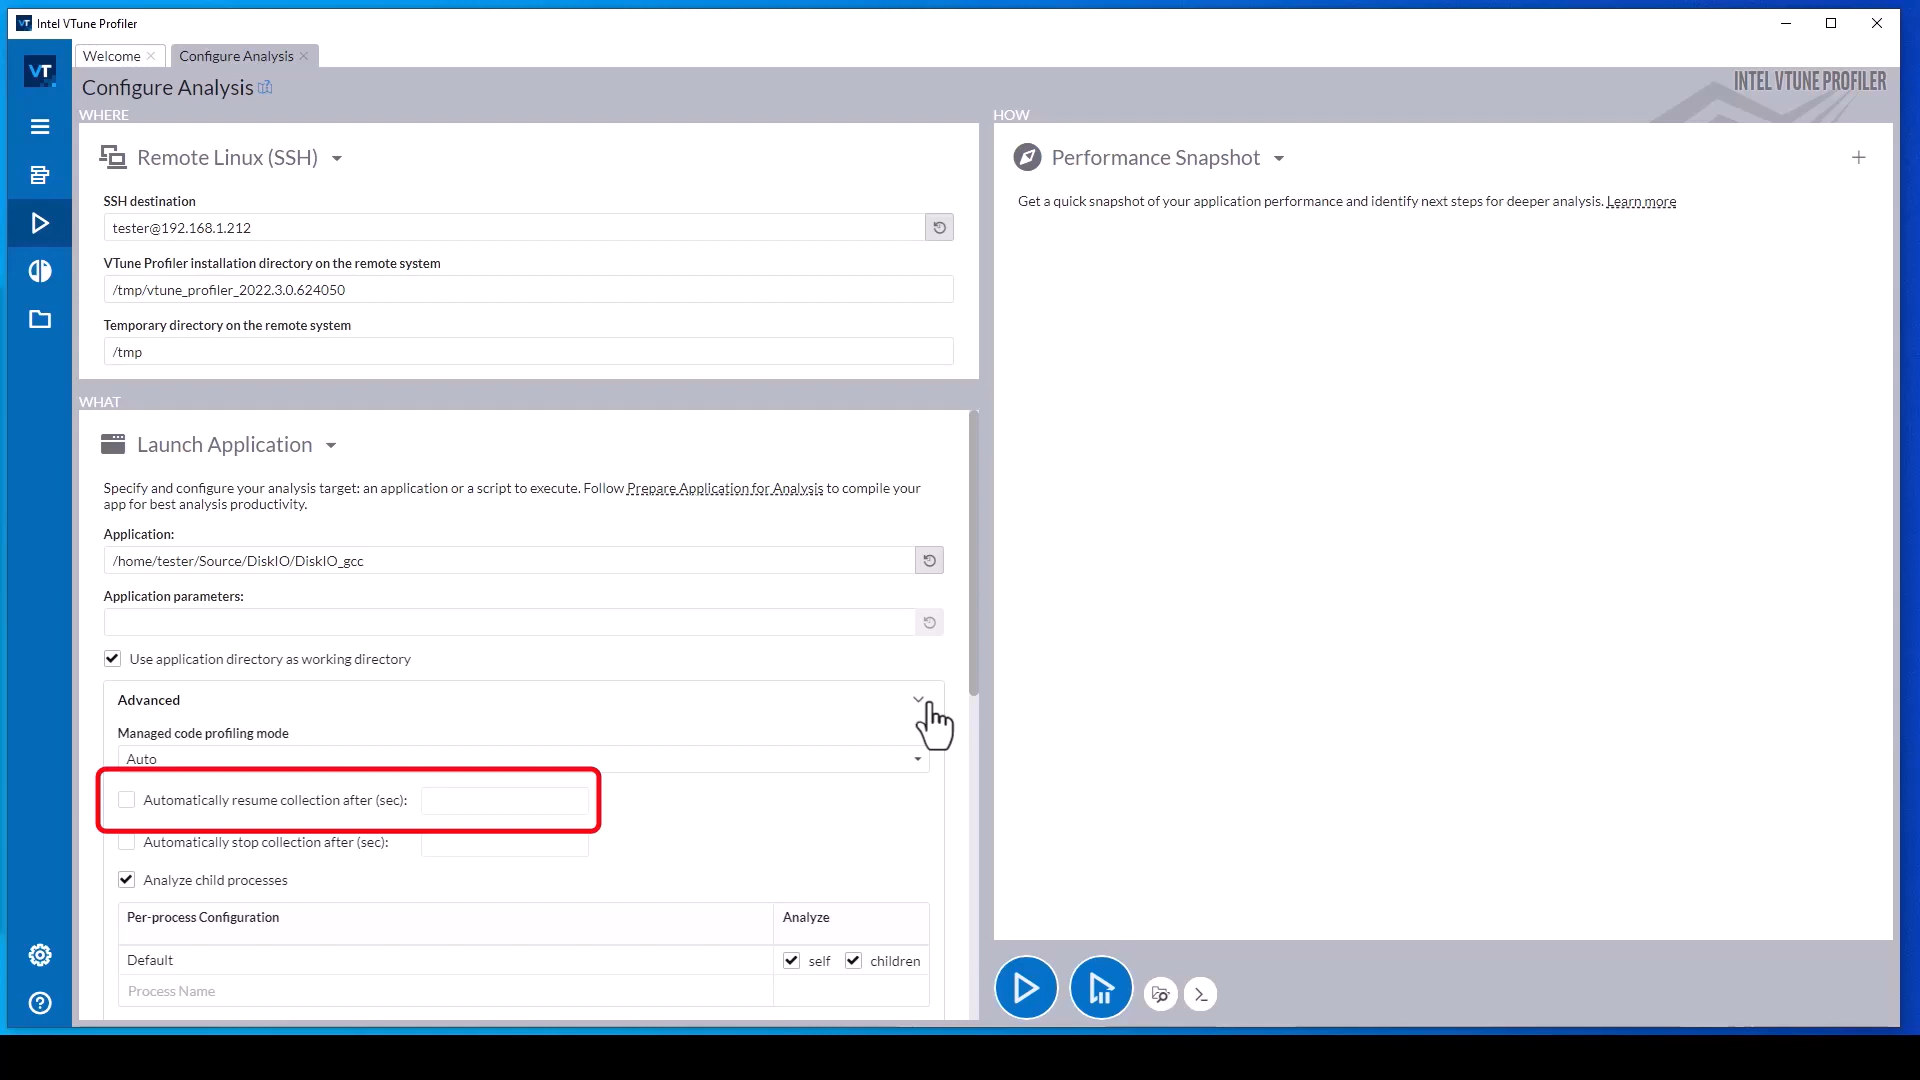 VT Intel VTune Profiler
Welcome
Configure Analysis
VT
Configure Analysis
INTEL VTUNE PROFILER
WHERE
Remote Linux (SSH)
SSH destination
tester@192.168.1.212
VTune Profiler installation directory on the remote system
/tmp/vtune_profiler_2022.3.0.624050
Temporary directory on the remote system
/tmp
WHAT
Launch Application
Specify and configure your analysis target: an application or a script to execute. Follow Prepare Application for Analysis to compile your
app for best analysis productivity.
Application:
/home/tester/Source/DiskIO/DiskIO_gcc
Application parameters:
Use application directory as working directory
Advanced
Managed code profiling mode
Auto
Automatically resume collection after (sec):
Automatically stop collection after (sec):
Analyze child processes
Per-process Configuration
Analyze
Default
self
children
Process Name
HOW
Performance Snapshot
Get a quick snapshot of your application performance and identify next steps for deeper analysis. Learn more